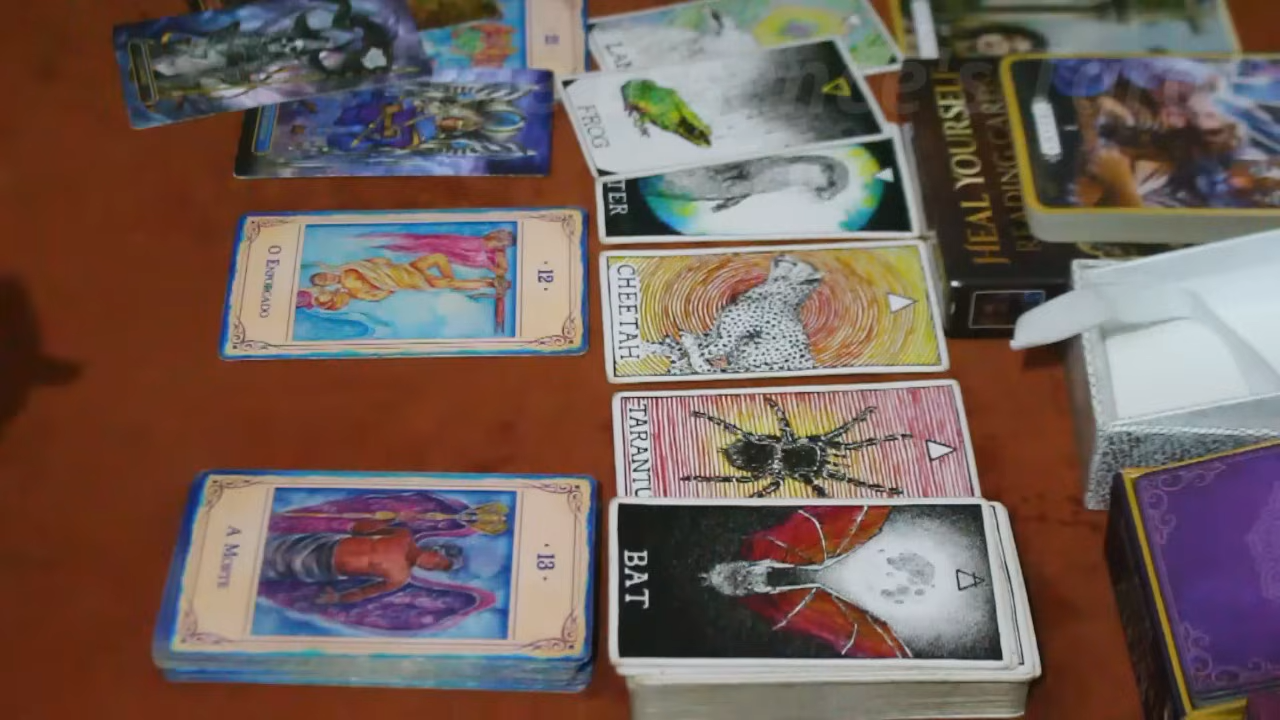 FROG
TER
O ENFORCADO
· 12 ·
CHEETAH
TARANTU
A MORTE
· 13 ·
BAT
HEAL YOURSELF
READING CARDS